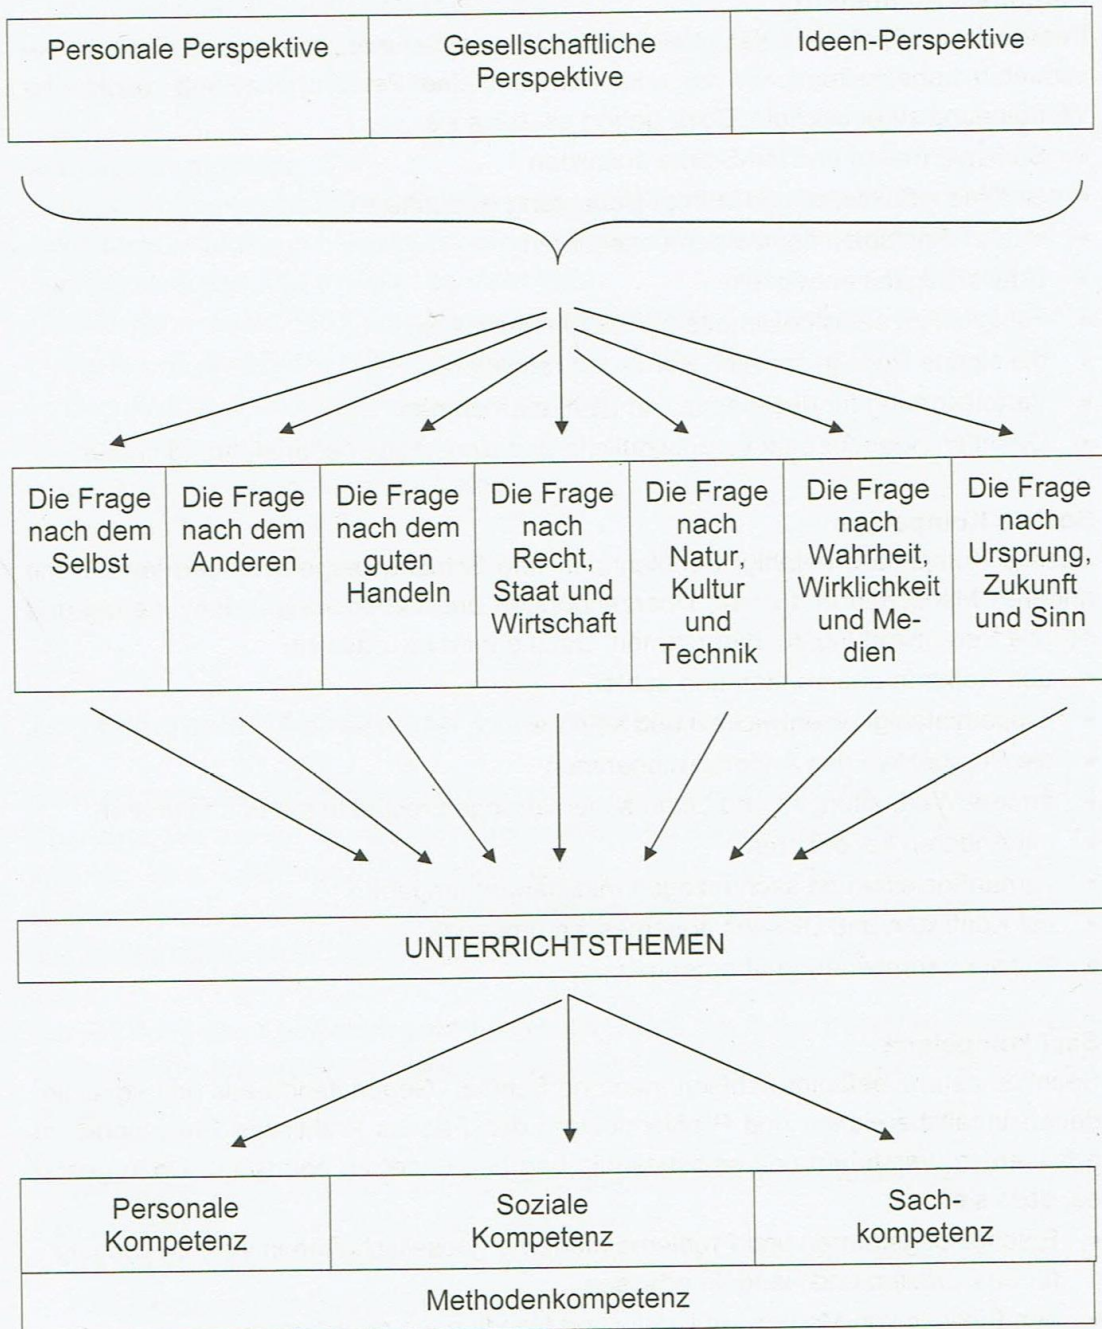 Personale Perspektive
Gesellschaftliche
Perspektive
Ideen-Perspektive
Die Frage
nach dem
Selbst
Die Frage
nach dem
Anderen
Die Frage
nach dem
guten
Handeln
Die Frage
nach
Recht,
Staat und
Wirtschaft
Die Frage
nach
Natur,
Kultur
und
Technik
Die Frage
nach
Wahrheit,
Wirklichkeit
und Me-
dien
Die Frage
nach
Ursprung,
Zukunft
und Sinn
UNTERRICHTSTHEMEN
Personale
Kompetenz
Soziale
Kompetenz
Sach-
kompetenz
Methodenkompetenz